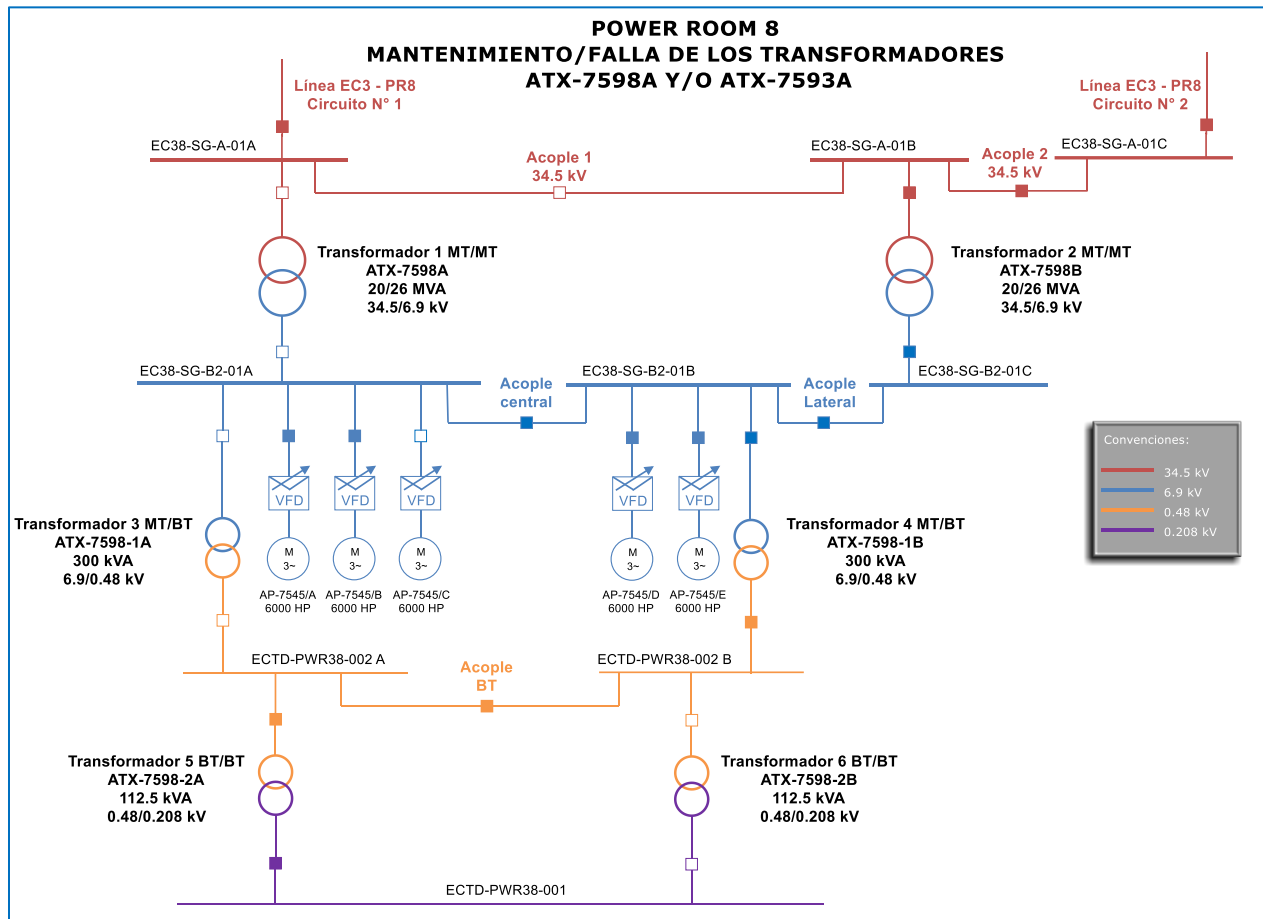 POWER ROOM 8
MANTENIMIENTO/FALLA DE LOS TRANSFORMADORES
ATX-7598A Y/O ATX-7593A
Línea EC3 - PR8
Circuito N° 1
Línea EC3 - PR8
Circuito N° 2
EC38-SG-A-01A
Acople 1
34.5 kV
EC38-SG-A-01B
Acople 2
34.5 kV
EC38-SG-A-01C
Transformador 1 MT/MT
ATX-7598A
20/26 MVA
34.5/6.9 kV
Transformador 2 MT/MT
ATX-7598B
20/26 MVA
34.5/6.9 kV
EC38-SG-B2-01A
Acople
central
EC38-SG-B2-01B
Acople
Lateral
EC38-SG-B2-01C
Convenciones:
34.5 kV
6.9 kV
0.48 kV
0.208 kV
VFD
VFD
VFD
VFD
VFD
Transformador 3 MT/BT
ATX-7598-1A
300 kVA
6.9/0.48 kV
M
3~
M
3~
M
3~
M
3~
M
3~
Transformador 4 MT/BT
ATX-7598-1B
300 kVA
6.9/0.48 kV
AP-7545/A
6000 HP
AP-7545/B
6000 HP
AP-7545/C
6000 HP
AP-7545/D
6000 HP
AP-7545/E
6000 HP
ECTD-PWR38-002 A
Acople
BT
ECTD-PWR38-002 B
Transformador 5 BT/BT
ATX-7598-2A
112.5 kVA
0.48/0.208 kV
Transformador 6 BT/BT
ATX-7598-2B
112.5 kVA
0.48/0.208 kV
ECTD-PWR38-001